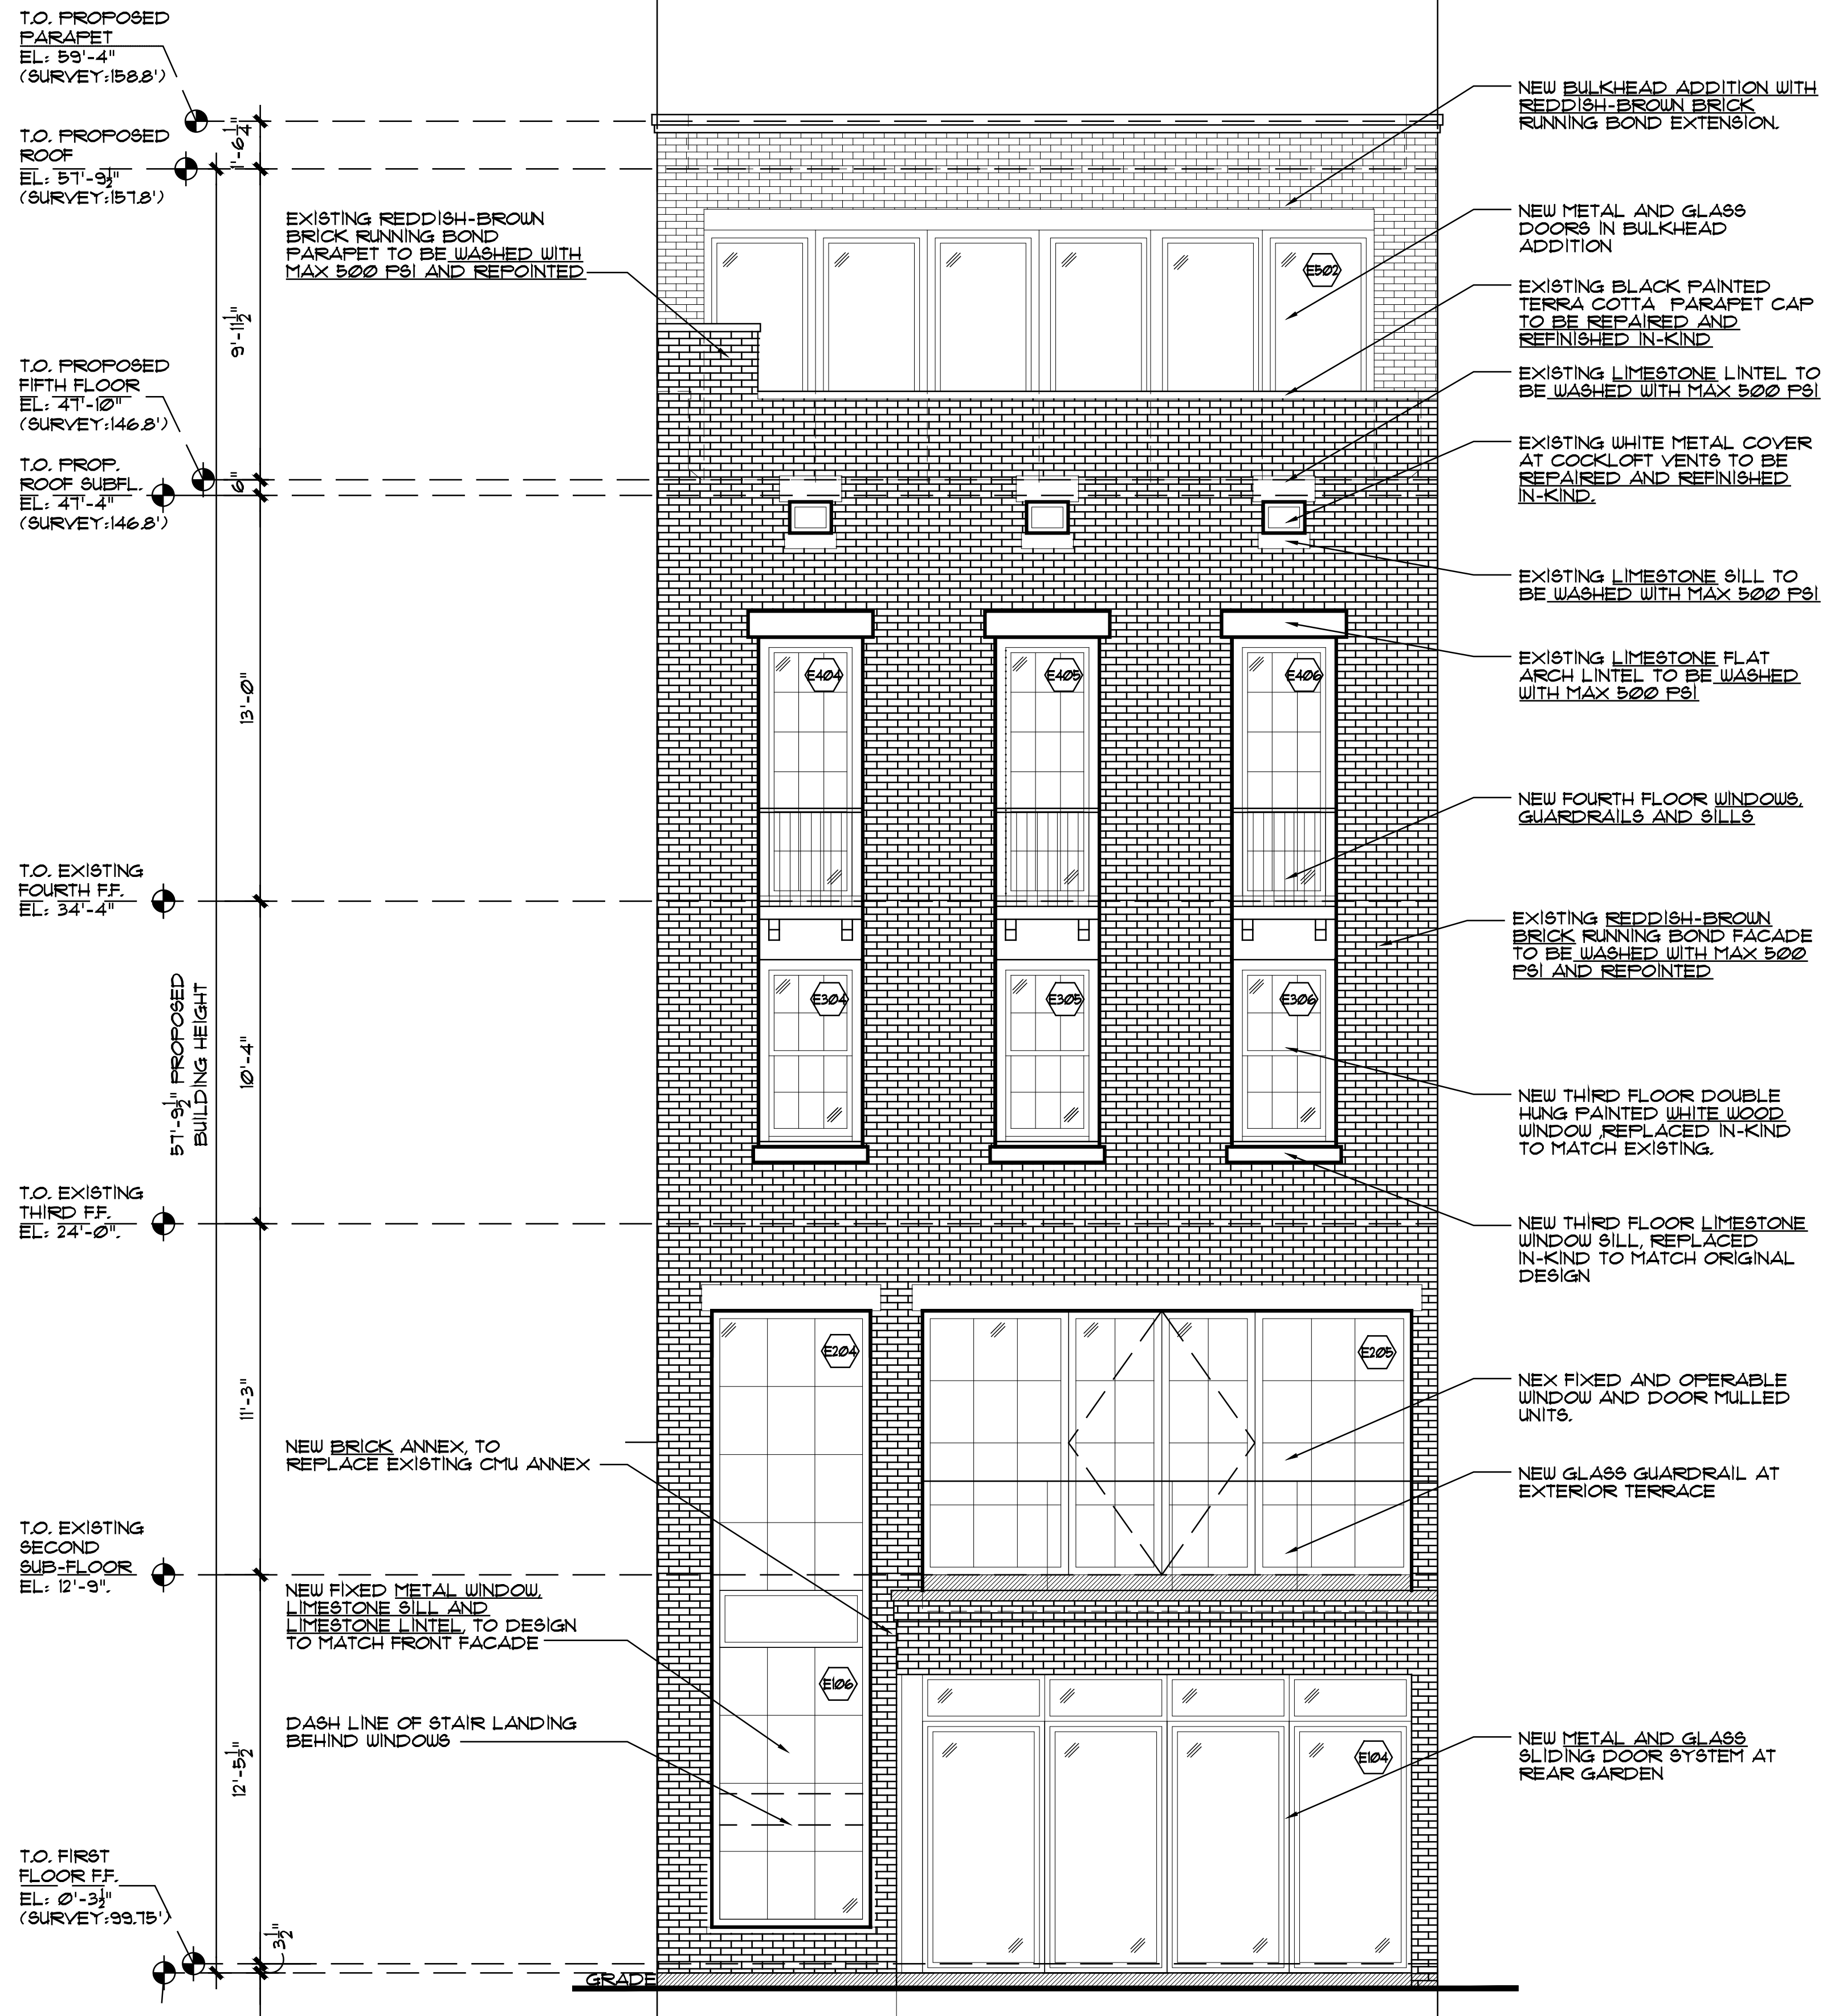 T.O. PROPOSED
PARAPET
EL: 59'-4"
(SURVEY:158.8')
T.O. PROPOSED
ROOF
EL: 57'-9½"
(SURVEY:157.8')
T.O. PROPOSED
FIFTH FLOOR
EL: 47'-10"
(SURVEY:146.8')
T.O. PROP.
ROOF SUBFL.
EL: 47'-4"
(SURVEY:146.8')
T.O. EXISTING
FOURTH F.F.
EL: 34'-4"
T.O. EXISTING
THIRD F.F.
EL: 24'-0".
T.O. EXISTING
SECOND
SUB-FLOOR
EL: 12'-9".
T.O. FIRST
FLOOR F.F.
EL: 0'-3½"
(SURVEY:99.75')
1'-6¼"
9'-11½"
6"
13'-0"
10'-4"
11'-3"
12'-5½"
3½"
57'-9½" PROPOSED
BUILDING HEIGHT
EXISTING REDDISH-BROWN
BRICK RUNNING BOND
PARAPET TO BE WASHED WITH
MAX 500 PSI AND REPOINTED
NEW BRICK ANNEX, TO
REPLACE EXISTING CMU ANNEX
NEW FIXED METAL WINDOW,
LIMESTONE SILL AND
LIMESTONE LINTEL, TO DESIGN
TO MATCH FRONT FACADE
DASH LINE OF STAIR LANDING
BEHIND WINDOWS
GRADE
E502
E404
E405
E406
E304
E305
E306
E204
E205
E106
E104
NEW BULKHEAD ADDITION WITH
REDDISH-BROWN BRICK
RUNNING BOND EXTENSION.
NEW METAL AND GLASS
DOORS IN BULKHEAD
ADDITION
EXISTING BLACK PAINTED
TERRA COTTA PARAPET CAP
TO BE REPAIRED AND
REFINISHED IN-KIND
EXISTING LIMESTONE LINTEL TO
BE WASHED WITH MAX 500 PSI
EXISTING WHITE METAL COVER
AT COCKLOFT VENTS TO BE
REPAIRED AND REFINISHED
IN-KIND.
EXISTING LIMESTONE SILL TO
BE WASHED WITH MAX 500 PSI
EXISTING LIMESTONE FLAT
ARCH LINTEL TO BE WASHED
WITH MAX 500 PSI
NEW FOURTH FLOOR WINDOWS,
GUARDRAILS AND SILLS
EXISTING REDDISH-BROWN
BRICK RUNNING BOND FACADE
TO BE WASHED WITH MAX 500
PSI AND REPOINTED
NEW THIRD FLOOR DOUBLE
HUNG PAINTED WHITE WOOD
WINDOW ,REPLACED IN-KIND
TO MATCH EXISTING.
NEW THIRD FLOOR LIMESTONE
WINDOW SILL, REPLACED
IN-KIND TO MATCH ORIGINAL
DESIGN
NEX FIXED AND OPERABLE
WINDOW AND DOOR MULLED
UNITS.
NEW GLASS GUARDRAIL AT
EXTERIOR TERRACE
NEW METAL AND GLASS
SLIDING DOOR SYSTEM AT
REAR GARDEN